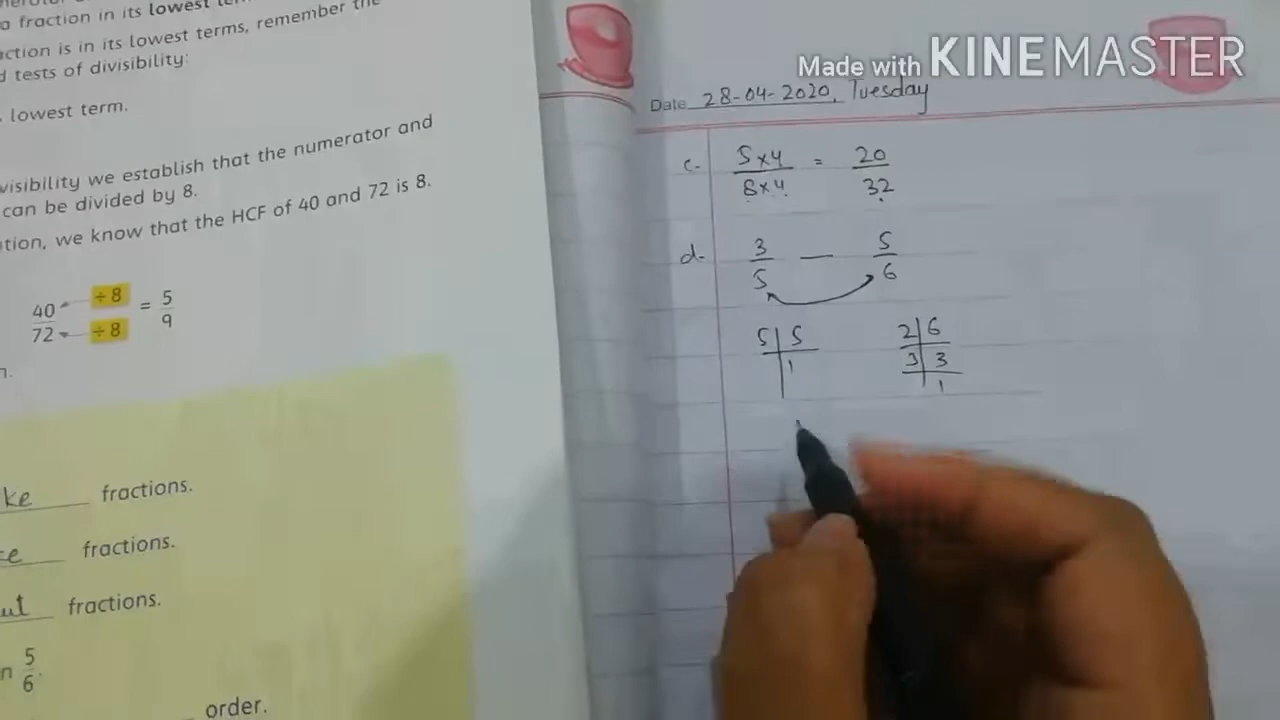 a fraction in its lowest
ction is in its lowest terms, remember the
d tests of divisibility:
lowest term.
visibility we establish that the numerator and
can be divided by 8.
tion, we know that the HCF of 40 and 72 is 8.
40 ÷ 8 = 5
72 ÷ 8 9
n.
ke fractions.
ce fractions.
ut fractions.
n 5/6.
order.
Made with KINEMASTER
Date 28-04-2020, Tuesday
c. 5×4 = 20
8×4 32
d. 3 — 5
5 6
5 | 5 2 | 6
1 3 | 3
1